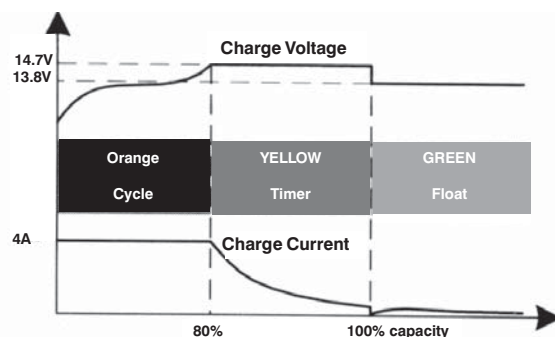 Charge Voltage
14.7V
13.8V
Orange
Cycle
YELLOW
Timer
GREEN
Float
4A
Charge Current
80%
100% capacity